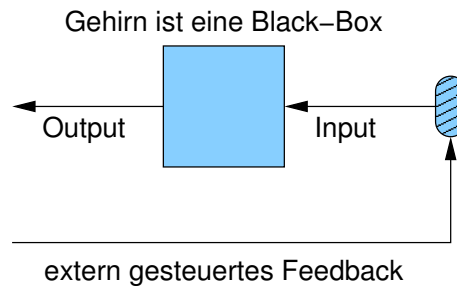 Gehirn ist eine Black−Box
Output
Input
extern gesteuertes Feedback